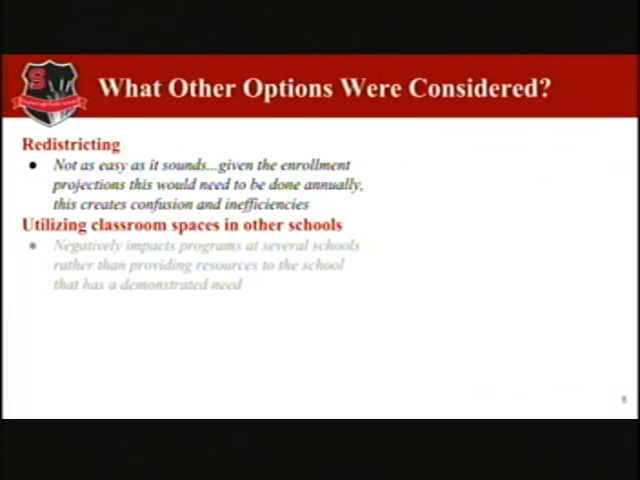 S
What Other Options Were Considered?
Redistricting
● Not as easy as it sounds...given the enrollment
projections this would need to be done annually,
this creates confusion and inefficiencies
Utilizing classroom spaces in other schools
● Negatively impacts programs at several schools
rather than providing resources to the school
that has a demonstrated need
8